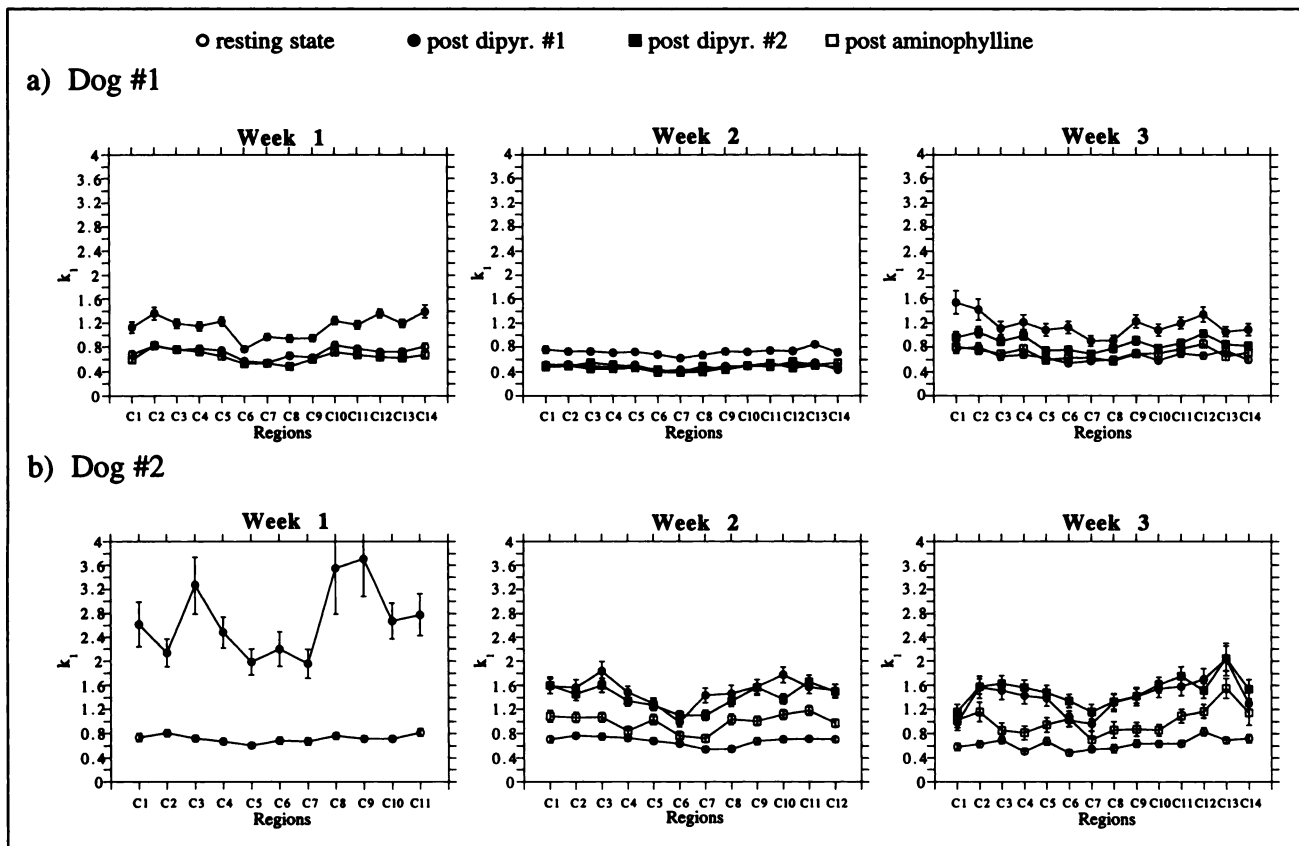 resting state post dipyr. #1 post dipyr. #2 post aminophylline
a) Dog #1
Week 1 Week 2 Week 3
4 3.6 3.2 2.8 2.4 2 1.6 1.2 0.8 0.4 0
k1
C1 C2 C3 C4 C5 C6 C7 C8 C9 C10 C11 C12 C13 C14
Regions
4 3.6 3.2 2.8 2.4 2 1.6 1.2 0.8 0.4 0
k1
C1 C2 C3 C4 C5 C6 C7 C8 C9 C10 C11 C12 C13 C14
Regions
4 3.6 3.2 2.8 2.4 2 1.6 1.2 0.8 0.4 0
k1
C1 C2 C3 C4 C5 C6 C7 C8 C9 C10 C11 C12 C13 C14
Regions
b) Dog #2
Week 1 Week 2 Week 3
4 3.6 3.2 2.8 2.4 2 1.6 1.2 0.8 0.4 0
k1
C1 C2 C3 C4 C5 C6 C7 C8 C9 C10 C11
Regions
4 3.6 3.2 2.8 2.4 2 1.6 1.2 0.8 0.4 0
k1
C1 C2 C3 C4 C5 C6 C7 C8 C9 C10 C11 C12
Regions
4 3.6 3.2 2.8 2.4 2 1.6 1.2 0.8 0.4 0
k1
C1 C2 C3 C4 C5 C6 C7 C8 C9 C10 C11 C12 C13 C14
Regions